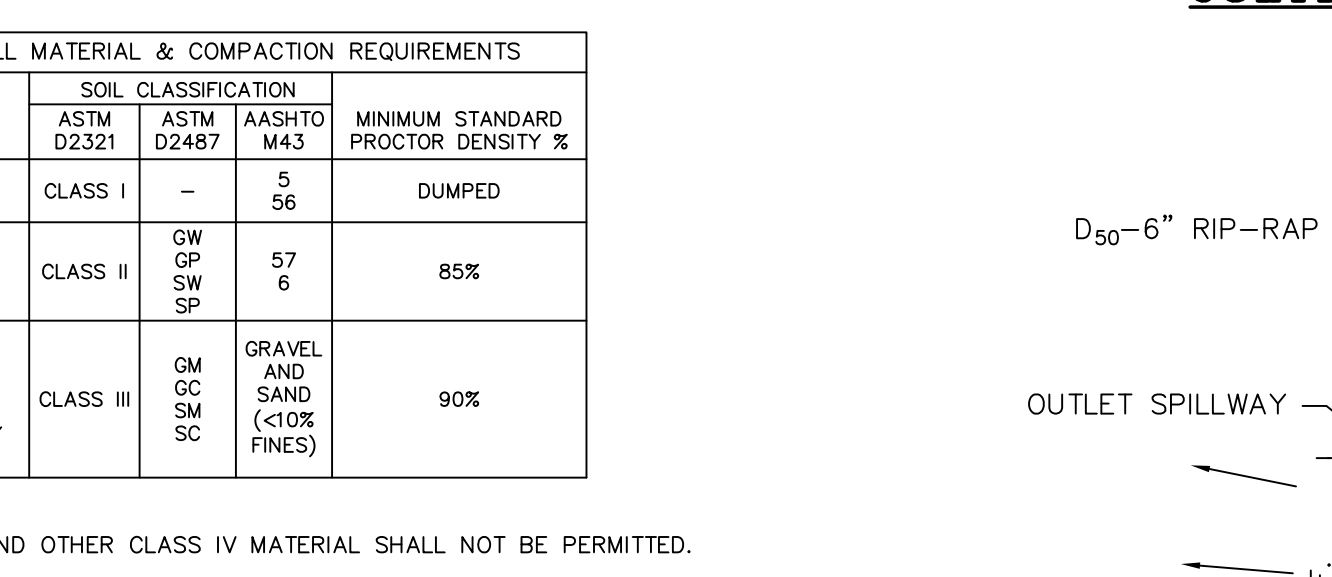 MATERIAL & COMPACTION REQUIREMENTS
SOIL CLASSIFICATION
ASTM D2321
ASTM D2487
AASHTO M43
MINIMUM STANDARD PROCTOR DENSITY %
CLASS I
–
5
56
DUMPED
CLASS II
GW
GP
SW
SP
57
6
85%
CLASS III
GM
GC
SM
SC
GRAVEL
AND
SAND
(<10%
FINES)
90%
OTHER CLASS IV MATERIAL SHALL NOT BE PERMITTED.
D50–6” RIP–RAP
OUTLET SPILLWAY